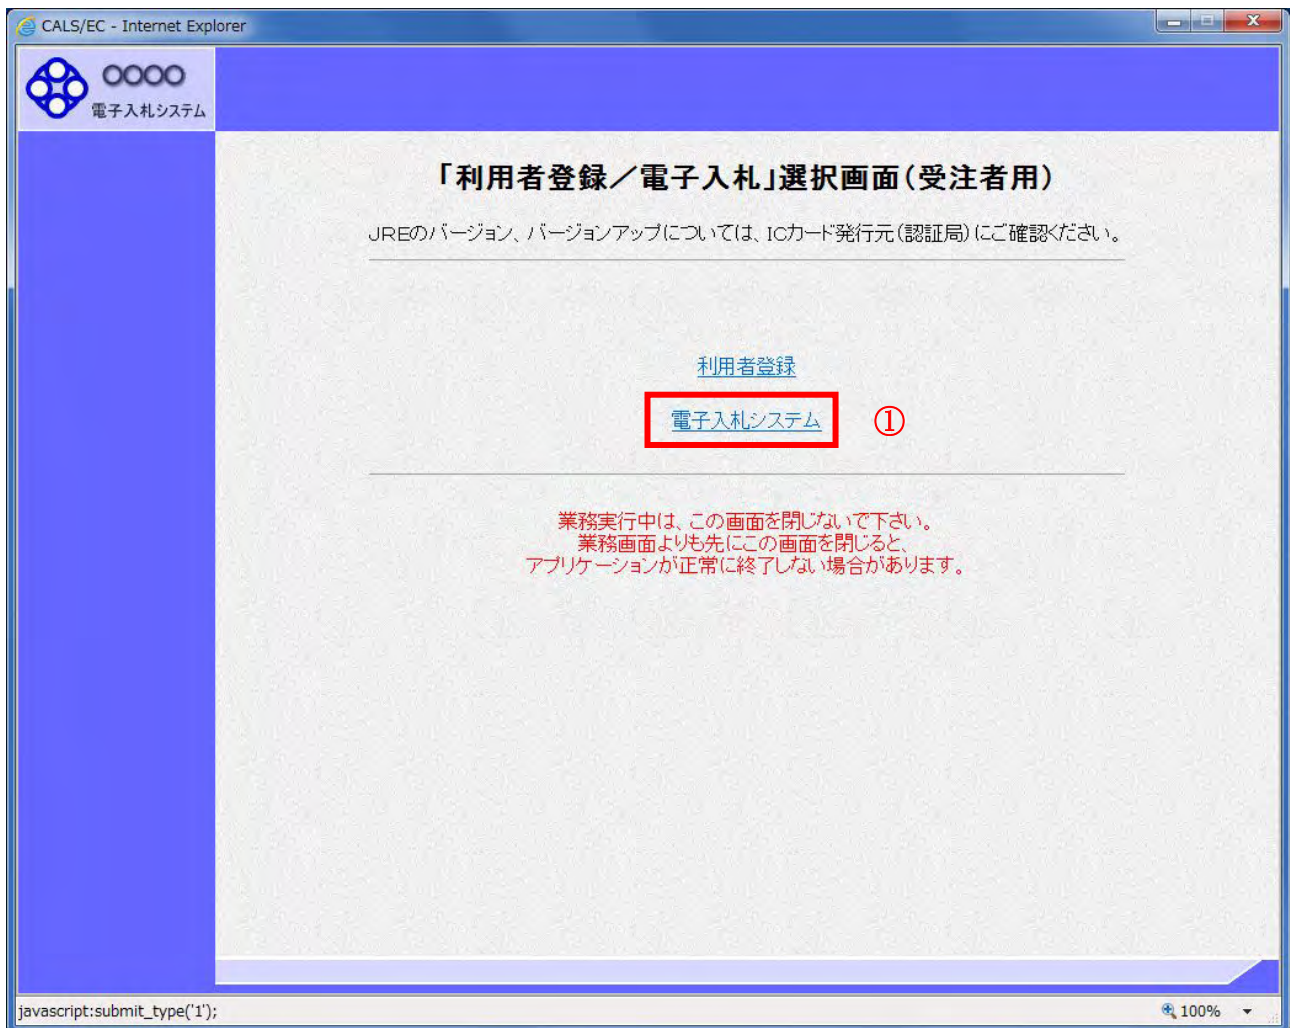 CALS/EC - Internet Explorer
〇〇〇〇
電子入札システム
「利用者登録／電子入札」選択画面(受注者用)
JREのバージョン、バージョンアップについては、ICカード発行元(認証局)にご確認ください。
利用者登録
電子入札システム ①
業務実行中は、この画面を閉じないで下さい。
業務画面よりも先にこの画面を閉じると、
アプリケーションが正常に終了しない場合があります。
javascript:submit_type('1');
100%